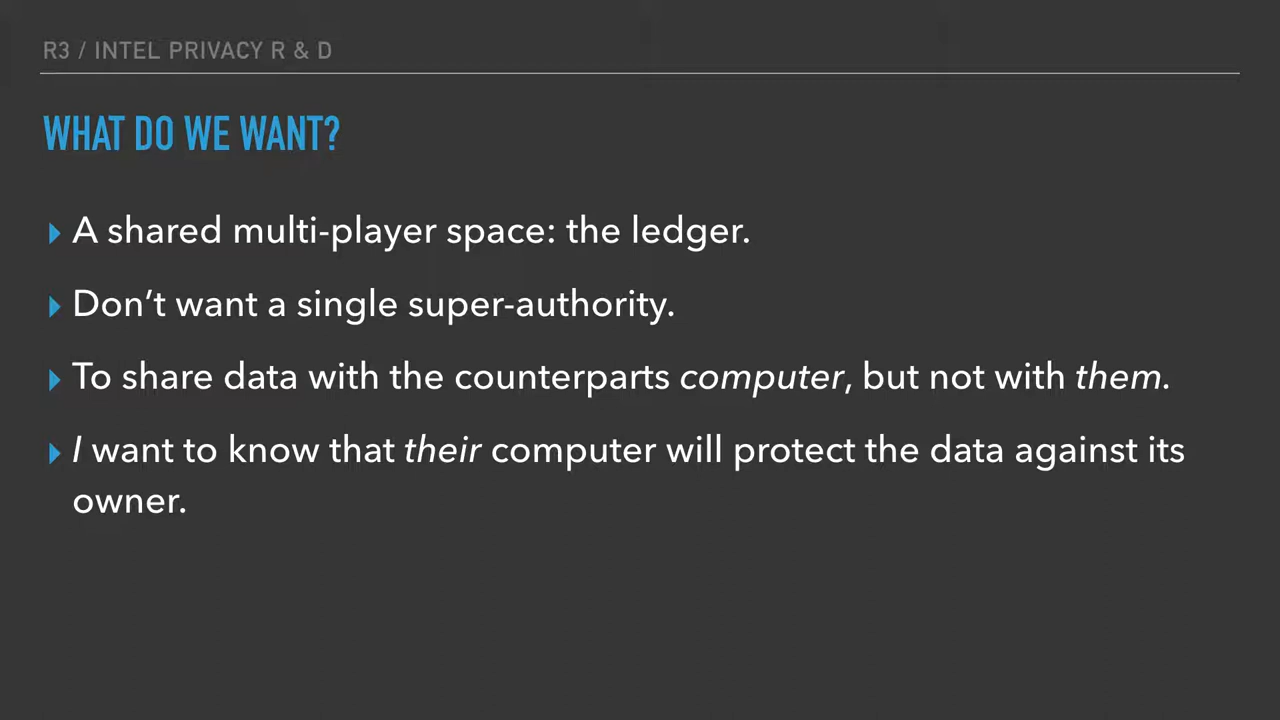 R3 / INTEL PRIVACY R & D
WHAT DO WE WANT?
A shared multi-player space: the ledger.
Don’t want a single super-authority.
To share data with the counterparts computer, but not with them.
I want to know that their computer will protect the data against its
owner.